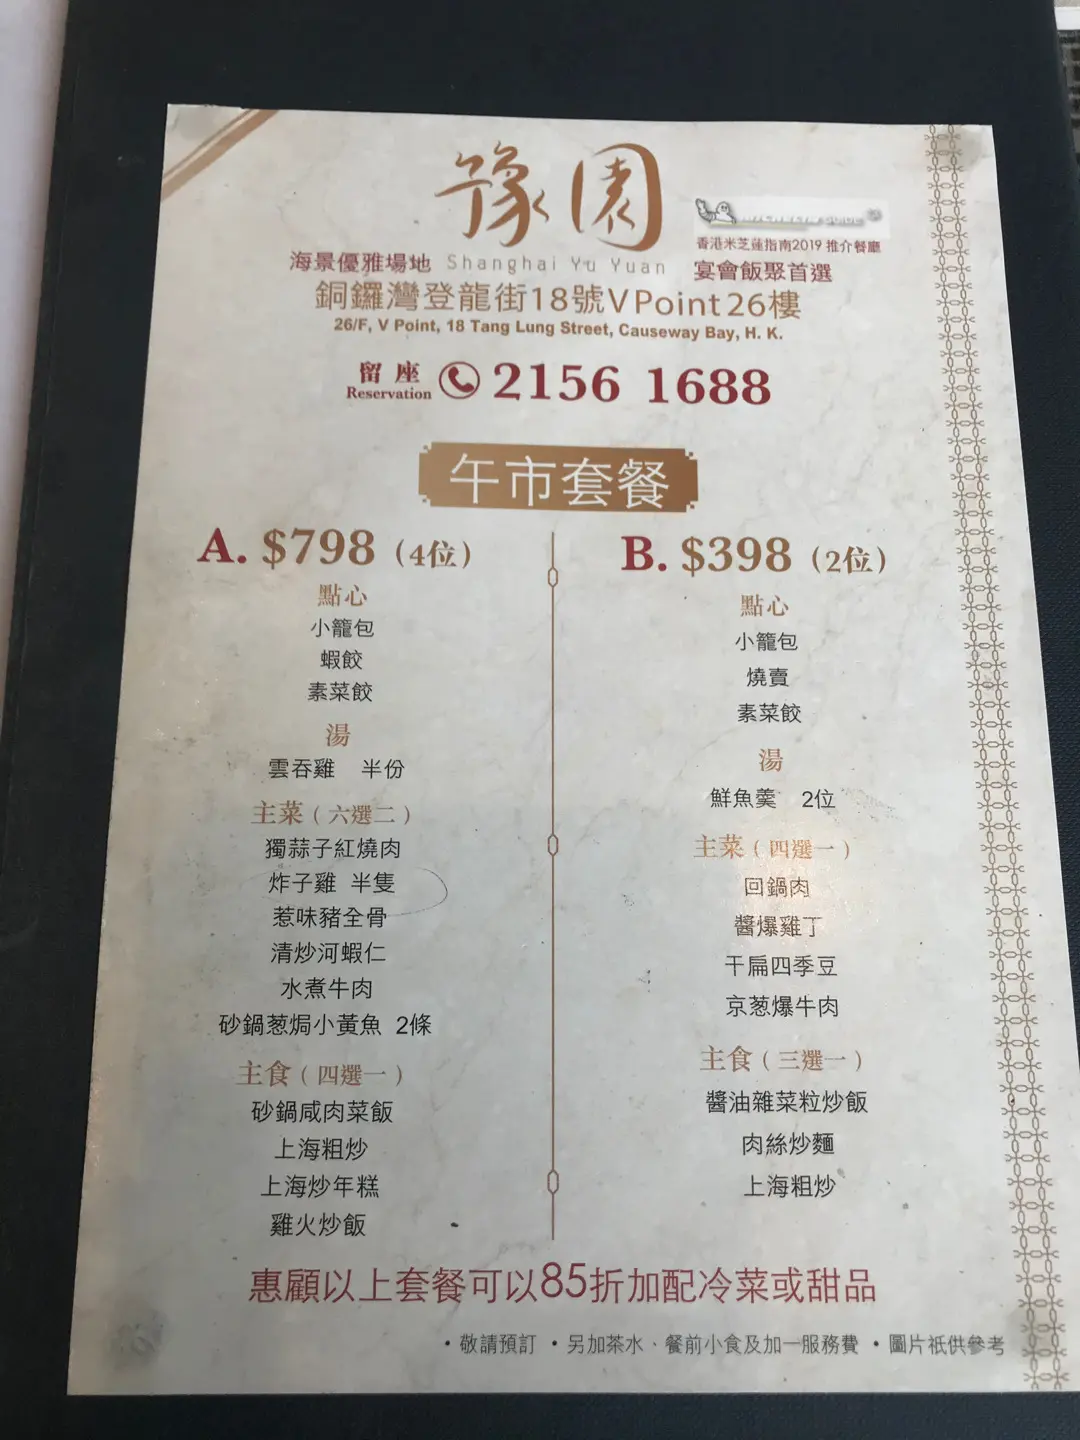 豫園
香港米芝蓮指南2019 推介餐廳
海景優雅場地 Shanghai Yu Yuan 宴會飯聚首選
銅鑼灣登龍街18號V Point 26樓
26/F, V Point, 18 Tang Lung Street, Causeway Bay, H. K.
留座
Reservation
2156 1688
午市套餐
A. $798 (4位)
點心
小籠包
蝦餃
素菜餃
湯
雲吞雞 半份
主菜(六選二)
獨蒜子紅燒肉
炸子雞 半隻
惹味豬全骨
清炒河蝦仁
水煮牛肉
砂鍋葱焗小黃魚 2條
主食(四選一)
砂鍋咸肉菜飯
上海粗炒
上海炒年糕
雞火炒飯
B. $398 (2位)
點心
小籠包
燒賣
素菜餃
湯
鮮魚羹 2位
主菜(四選一)
回鍋肉
醬爆雞丁
干扁四季豆
京葱爆牛肉
主食(三選一)
醬油雜菜粒炒飯
肉絲炒麵
上海粗炒
惠顧以上套餐可以85折加配冷菜或甜品
•敬請預訂 •另加茶水、餐前小食及加一服務費 •圖片祇供參考